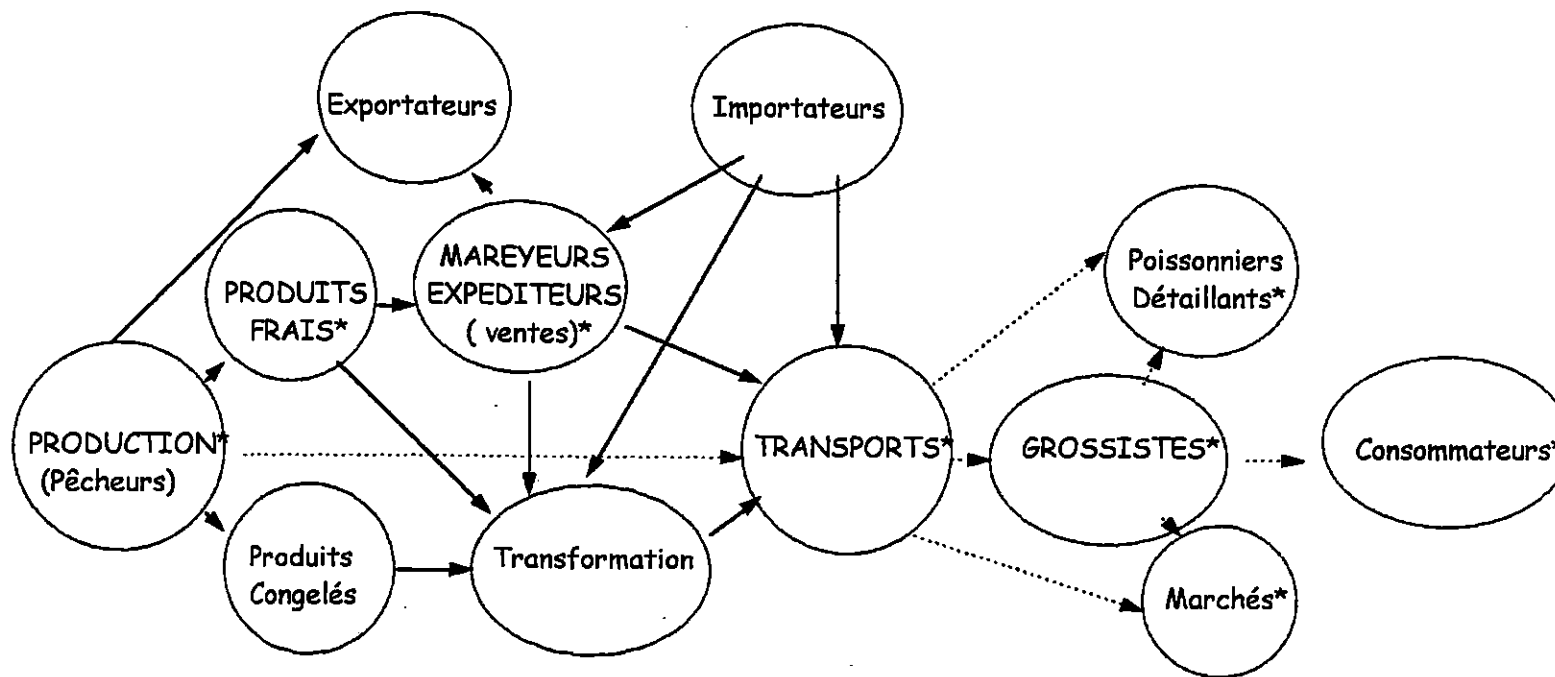 Exportateurs
Importateurs
MAREYEURS
EXPEDITEURS
( ventes)*
PRODUITS
FRAIS*
Poissonniers
Détaillants*
PRODUCTION*
(Pêcheurs)
TRANSPORTS*
GROSSISTES*
Consommateurs*
Produits
Congelés
Transformation
Marchés*